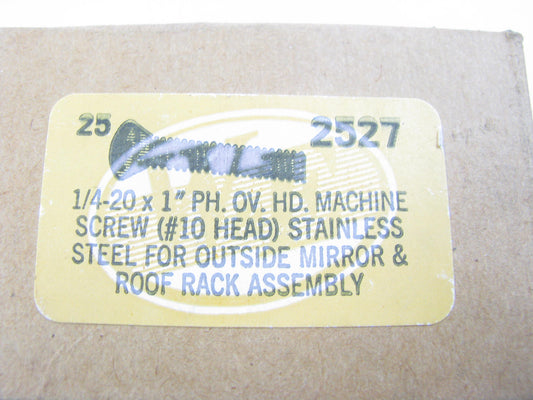 25 2527
1/4-20 x 1" PH. OV. HD. MACHINE
SCREW (#10 HEAD) STAINLESS
STEEL FOR OUTSIDE MIRROR &
ROOF RACK ASSEMBLY